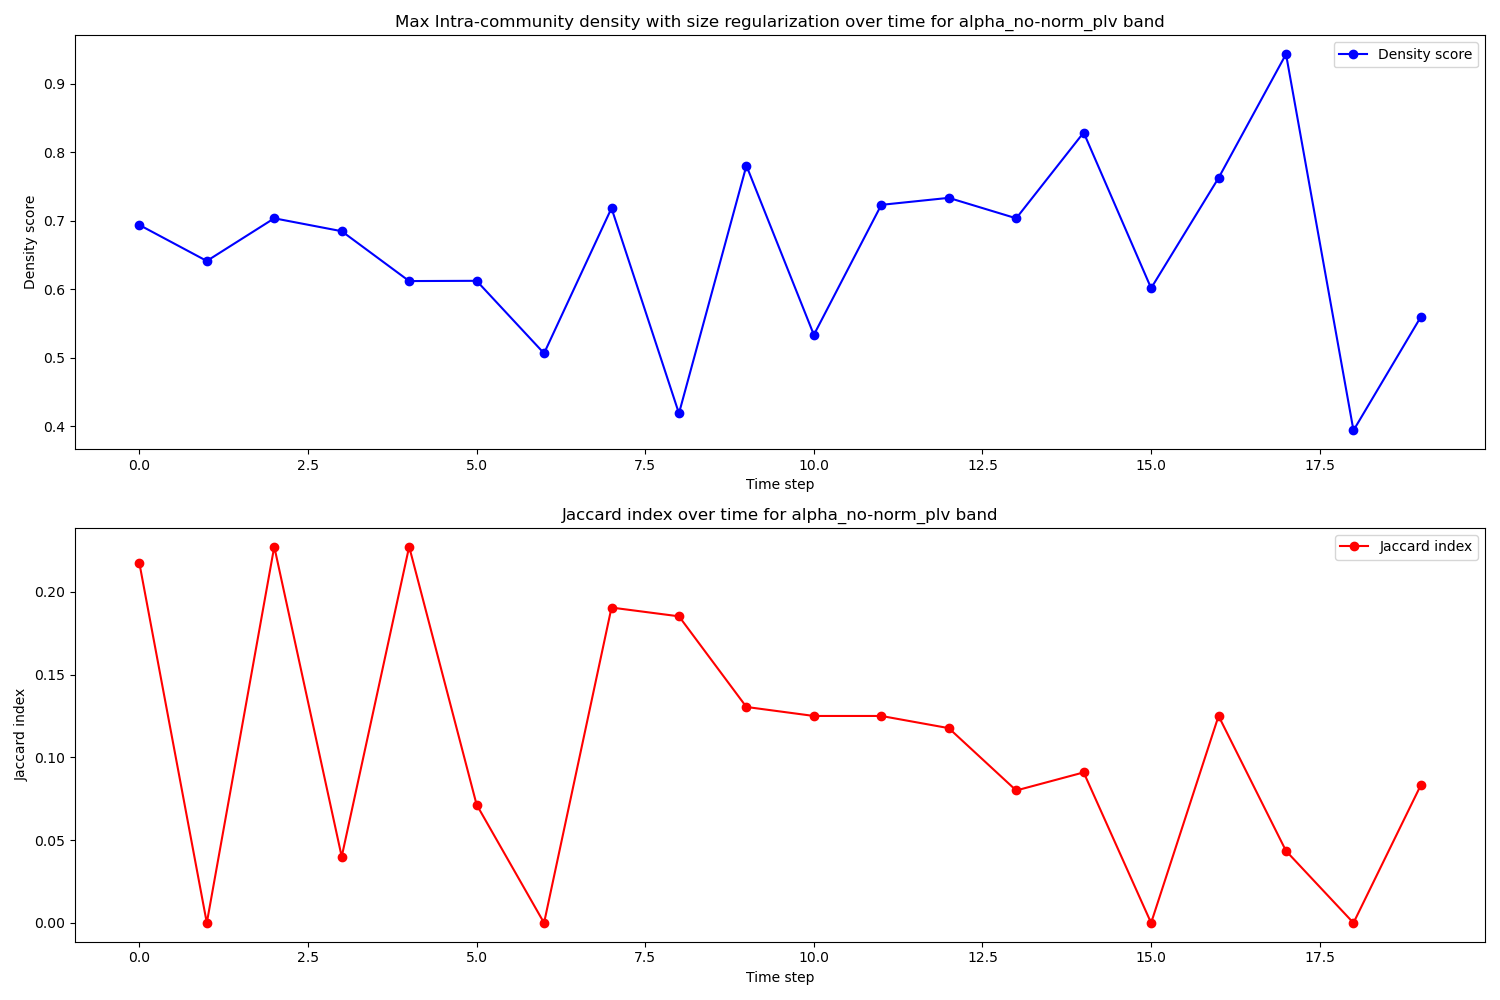 Max Intra-community density with size regularization over time for alpha_no-norm_plv band
Density score
0.9
0.8
0.7
0.6
0.5
0.4
Density score
0.0 2.5 5.0 7.5 10.0 12.5 15.0 17.5
Time step
Jaccard index over time for alpha_no-norm_plv band
Jaccard index
0.20
0.15
0.10
0.05
0.00
Jaccard index
0.0 2.5 5.0 7.5 10.0 12.5 15.0 17.5
Time step